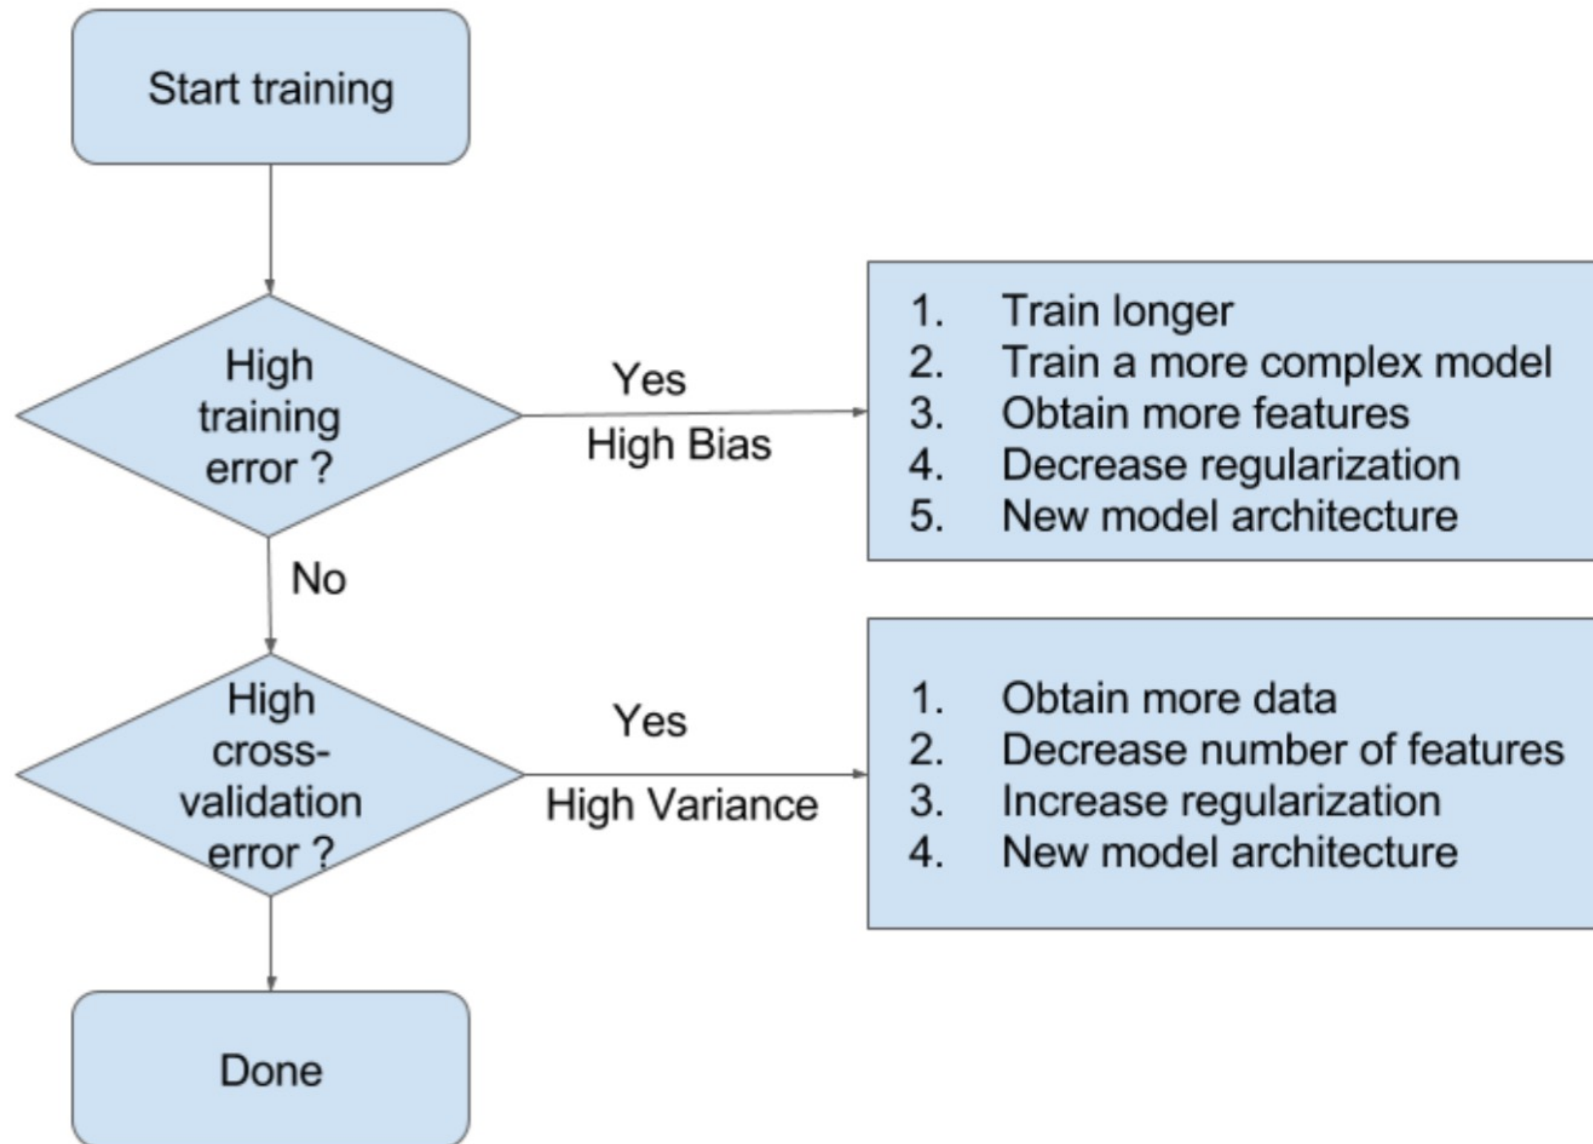 Start training
High
training
error ?
Yes
High Bias
1. Train longer
2. Train a more complex model
3. Obtain more features
4. Decrease regularization
5. New model architecture
No
High
cross-
validation
error ?
Yes
High Variance
1. Obtain more data
2. Decrease number of features
3. Increase regularization
4. New model architecture
Done